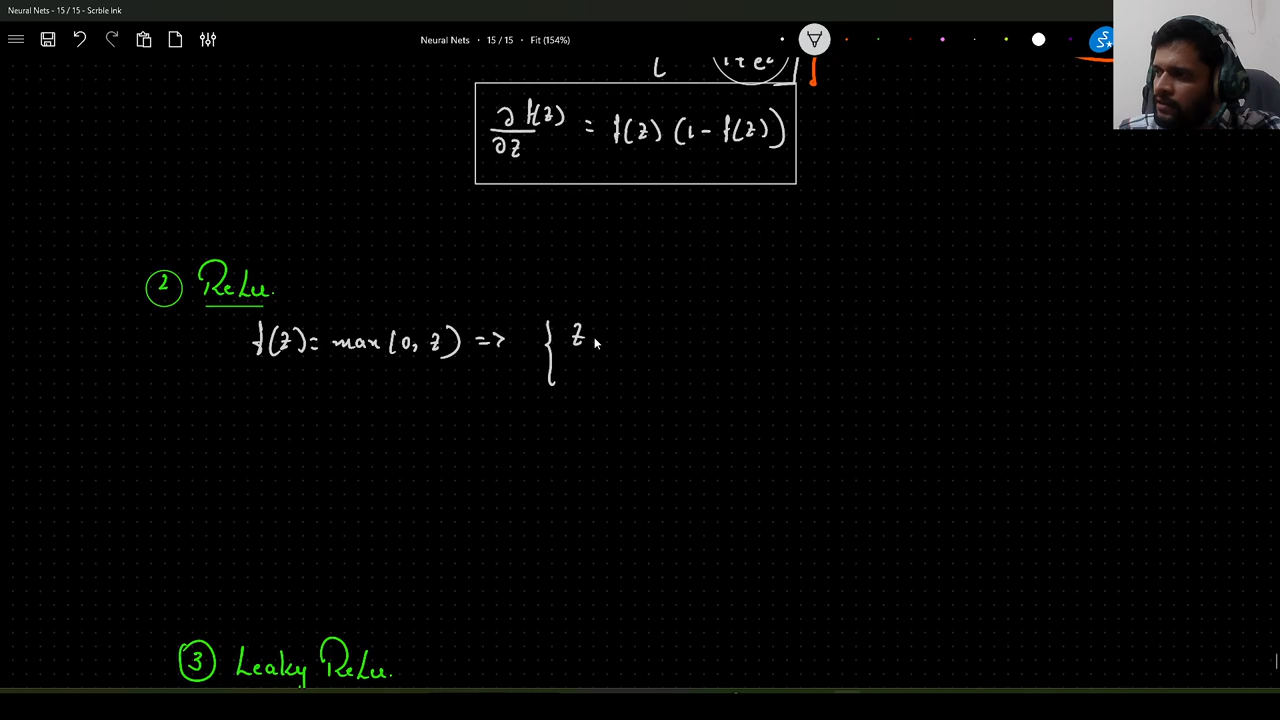 Neural Nets - 15 / 15 - Scrble Ink
Neural Nets • 15 / 15 • Fit (154%)
∂f(z)/∂z = f(z) (1 - f(z))
2 ReLu.
f(z) = max(0, z) => { z
3 Leaky ReLu.